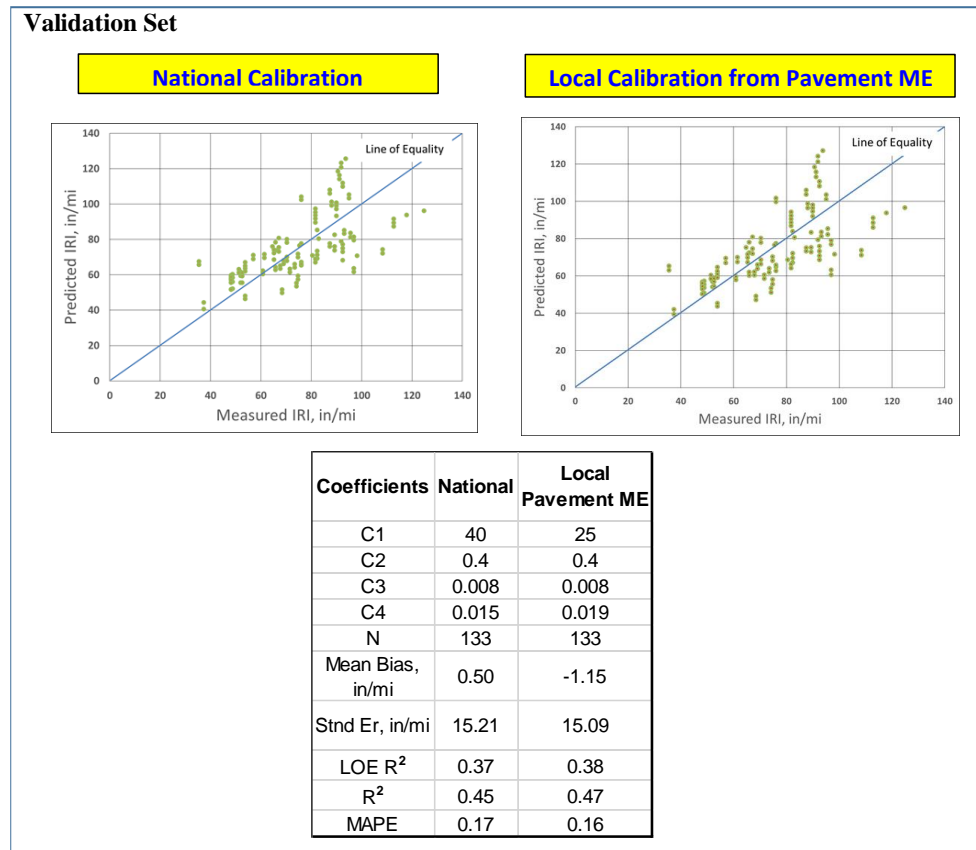 Validation Set
National Calibration
Local Calibration from Pavement ME
140
120
100
80
60
40
20
0
0 20 40 60 80 100 120 140
Predicted IRI, in/mi
Measured IRI, in/mi
Line of Equality
140
120
100
80
60
40
20
0
0 20 40 60 80 100 120 140
Predicted IRI, in/mi
Measured IRI, in/mi
Line of Equality
Coefficients National Local
Pavement ME
C1 40 25
C2 0.4 0.4
C3 0.008 0.008
C4 0.015 0.019
N 133 133
Mean Bias,
in/mi 0.50 -1.15
Stnd Er, in/mi 15.21 15.09
LOE R² 0.37 0.38
R² 0.45 0.47
MAPE 0.17 0.16